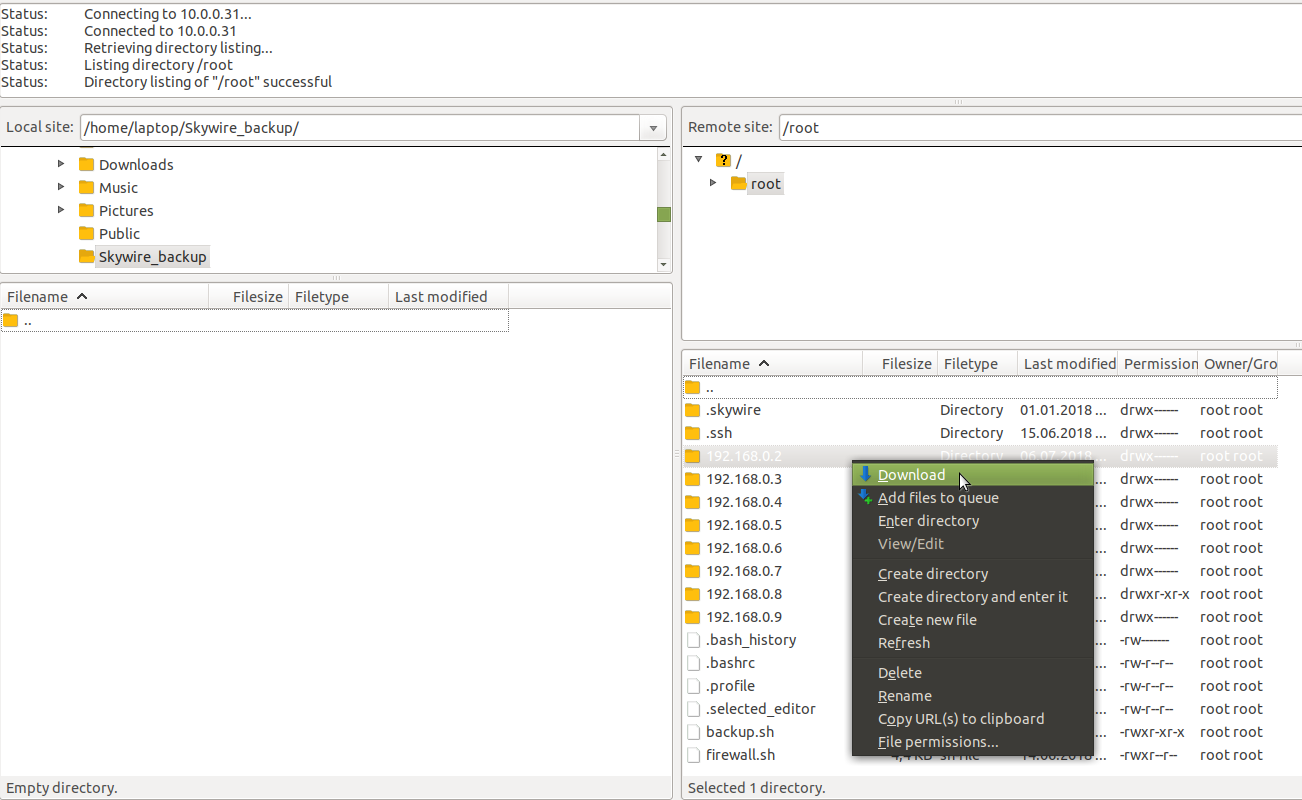 Status: Connecting to 10.0.0.31...
Status: Connected to 10.0.0.31
Status: Retrieving directory listing...
Status: Listing directory /root
Status: Directory listing of "/root" successful
Local site: /home/laptop/Skywire_backup/
Downloads
Music
Pictures
Public
Skywire_backup
Filename Filesize Filetype Last modified
..
Empty directory.
Remote site: /root
/
root
Filename Filesize Filetype Last modified Permission Owner/Gro
..
.skywire Directory 01.01.2018 ... drwx------ root root
.ssh Directory 15.06.2018 ... drwx------ root root
192.168.0.2 Directory 06.07.2018 ... drwx------ root root
192.168.0.3 ... drwx------ root root
192.168.0.4 ... drwx------ root root
192.168.0.5 ... drwx------ root root
192.168.0.6 ... drwx------ root root
192.168.0.7 ... drwx------ root root
192.168.0.8 ... drwxr-xr-x root root
192.168.0.9 ... drwx------ root root
.bash_history ... -rw------- root root
.bashrc ... -rw-r--r-- root root
.profile ... -rw-r--r-- root root
.selected_editor ... -rw-r--r-- root root
backup.sh ... -rwxr-xr-x root root
firewall.sh 4,4 KB sh-file 14.06.2018 ... -rwxr--r-- root root
Download
Add files to queue
Enter directory
View/Edit
Create directory
Create directory and enter it
Create new file
Refresh
Delete
Rename
Copy URL(s) to clipboard
File permissions...
Selected 1 directory.